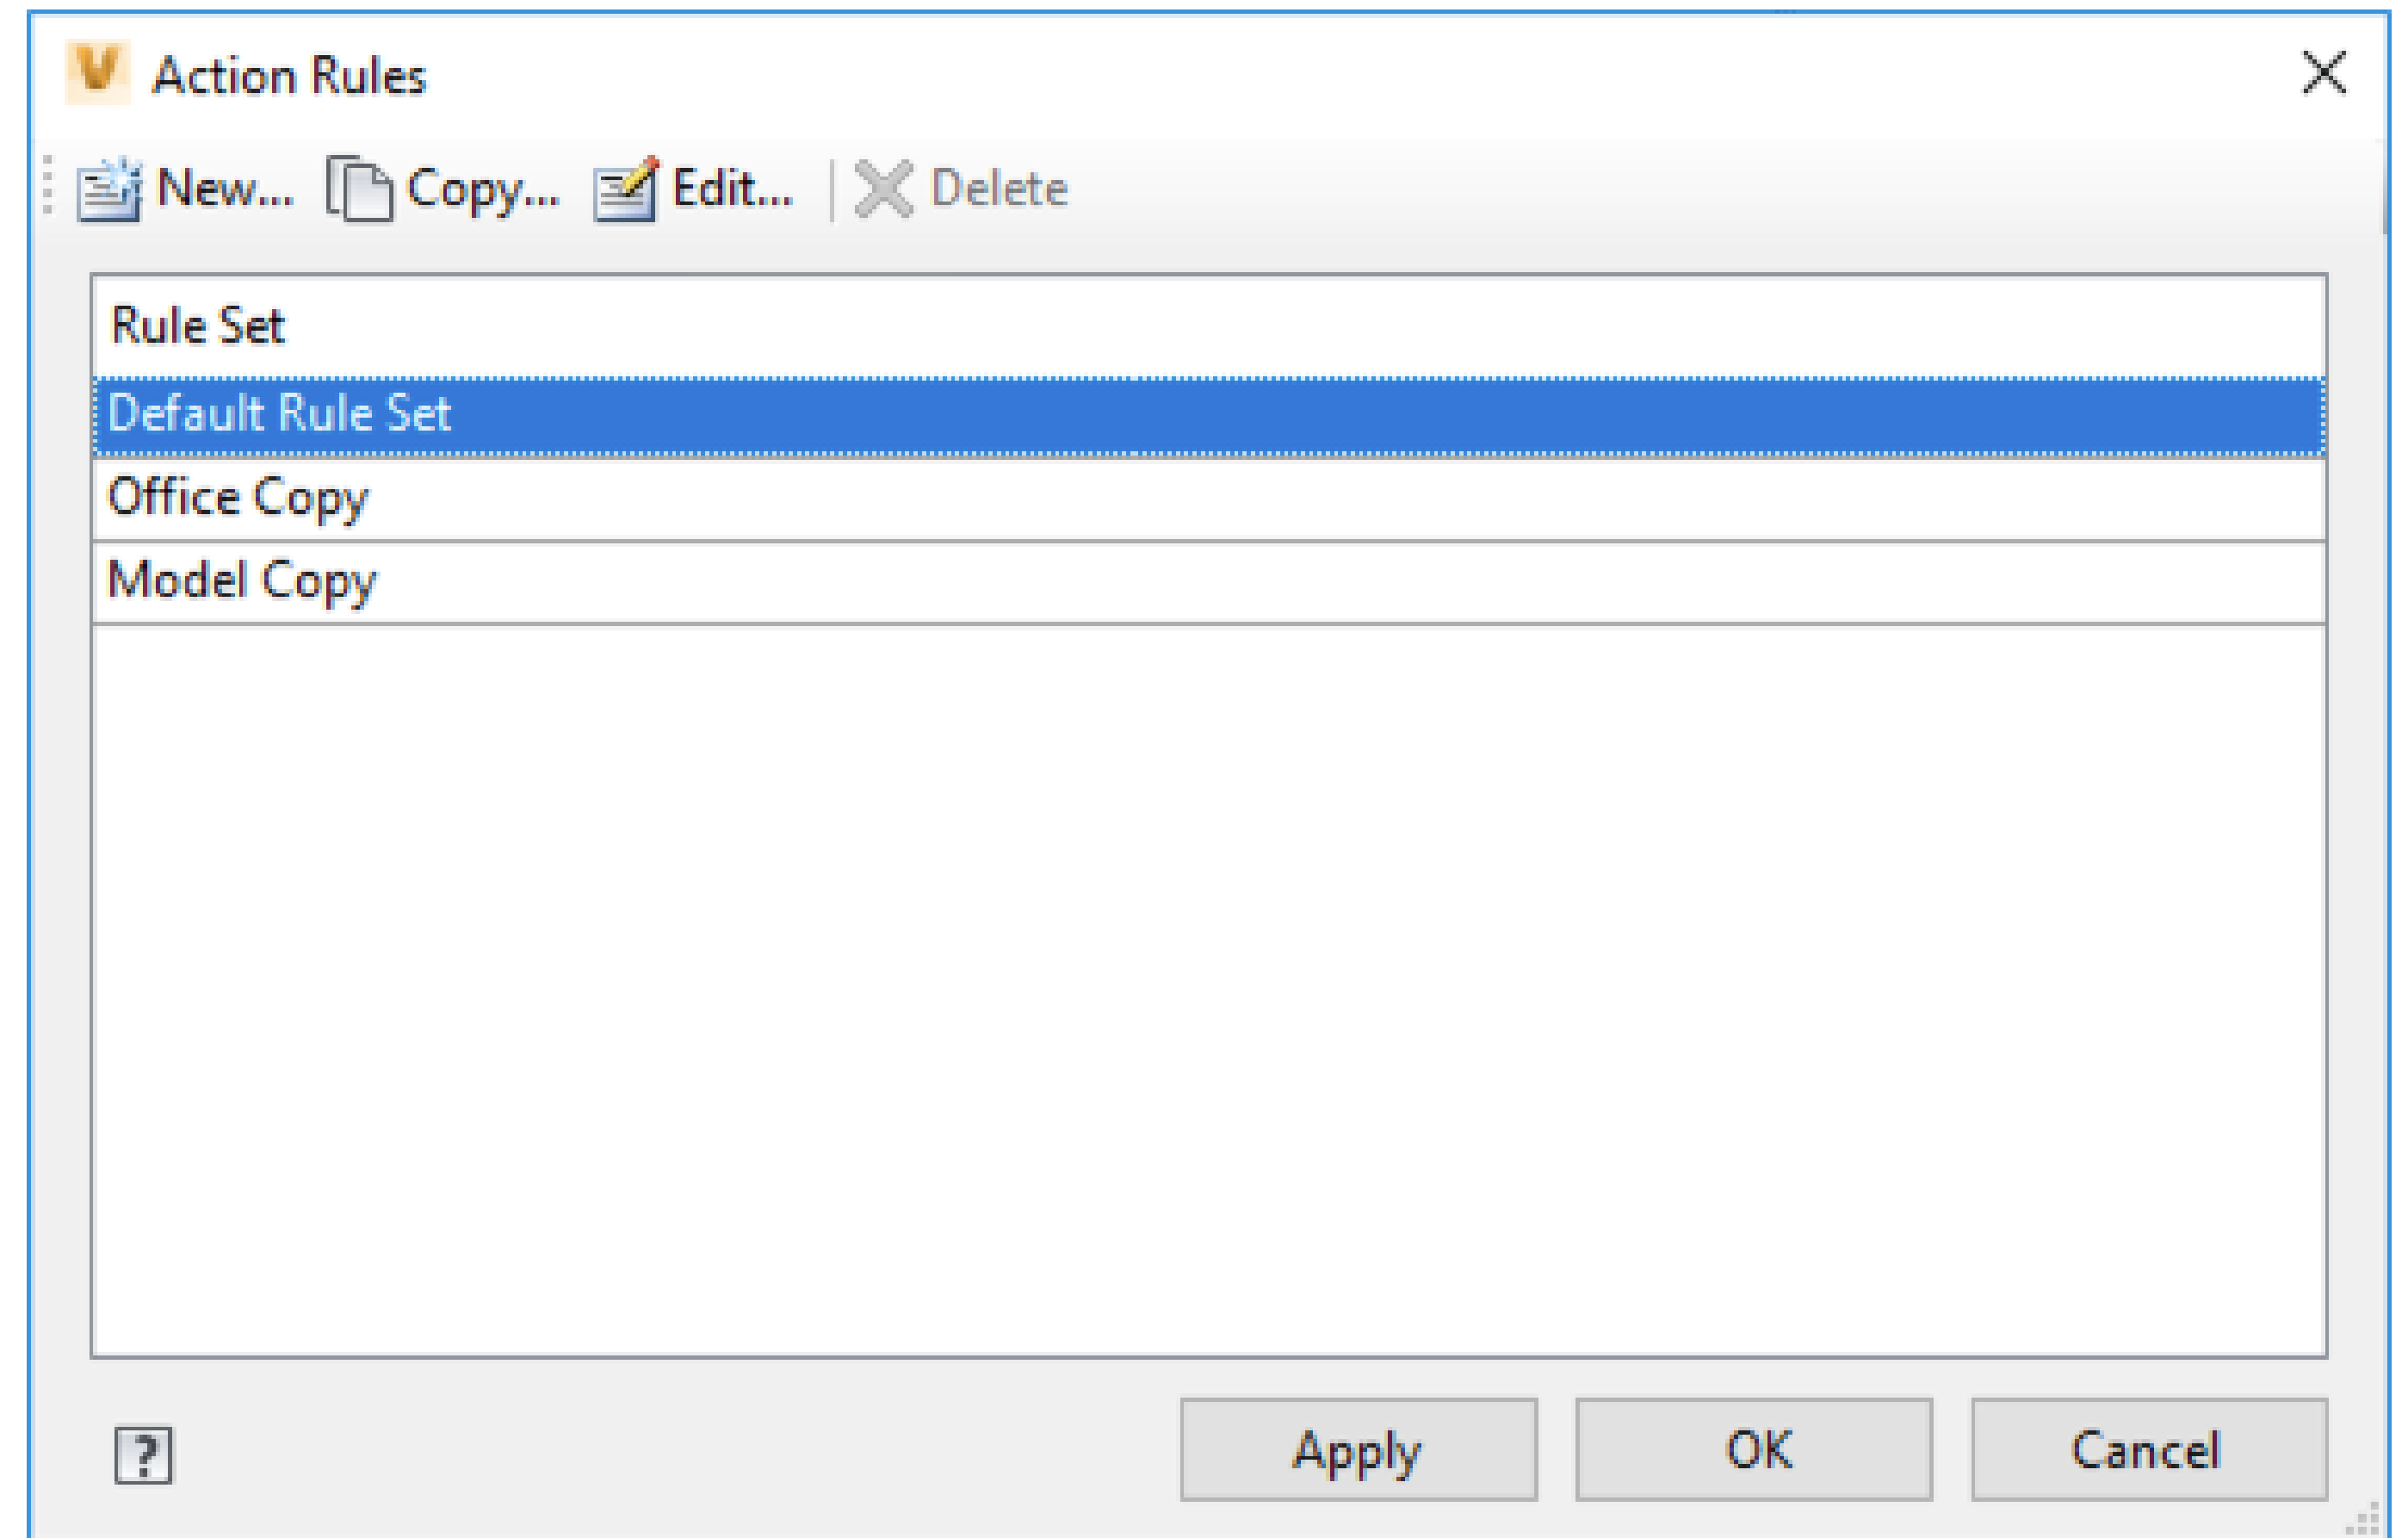 Action Rules
New... Copy... Edit... Delete
Rule Set
Default Rule Set
Office Copy
Model Copy
? Apply OK Cancel